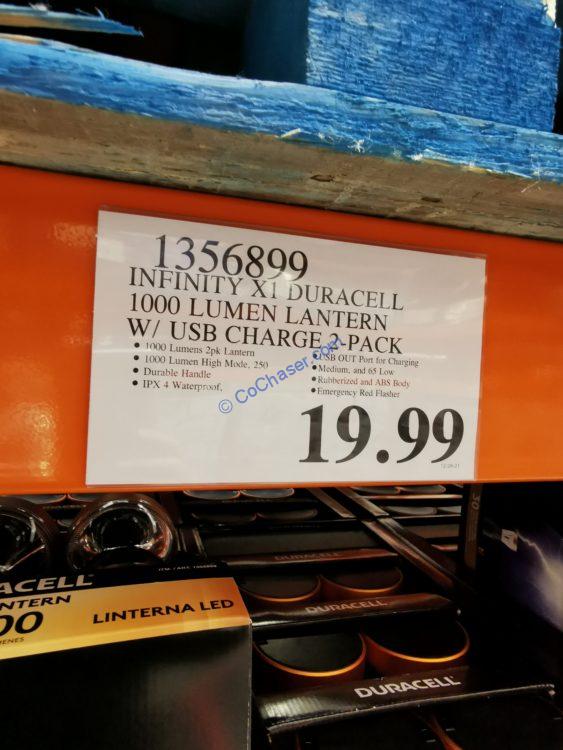 1356899
INFINITY X1 DURACELL
1000 LUMEN LANTERN
W/ USB CHARGE 2-PACK
• 1000 Lumens 2pk Lantern
• 1000 Lumen High Mode, 250
• Durable Handle
• IPX 4 Waterproof,
• USB OUT Port for Charging
• Medium, and 65 Low
• Rubberized and ABS Body
• Emergency Red Flasher
© CoChaser.com
19.99
DURACELL
LINTERNA LED
DURACELL
DURACELL